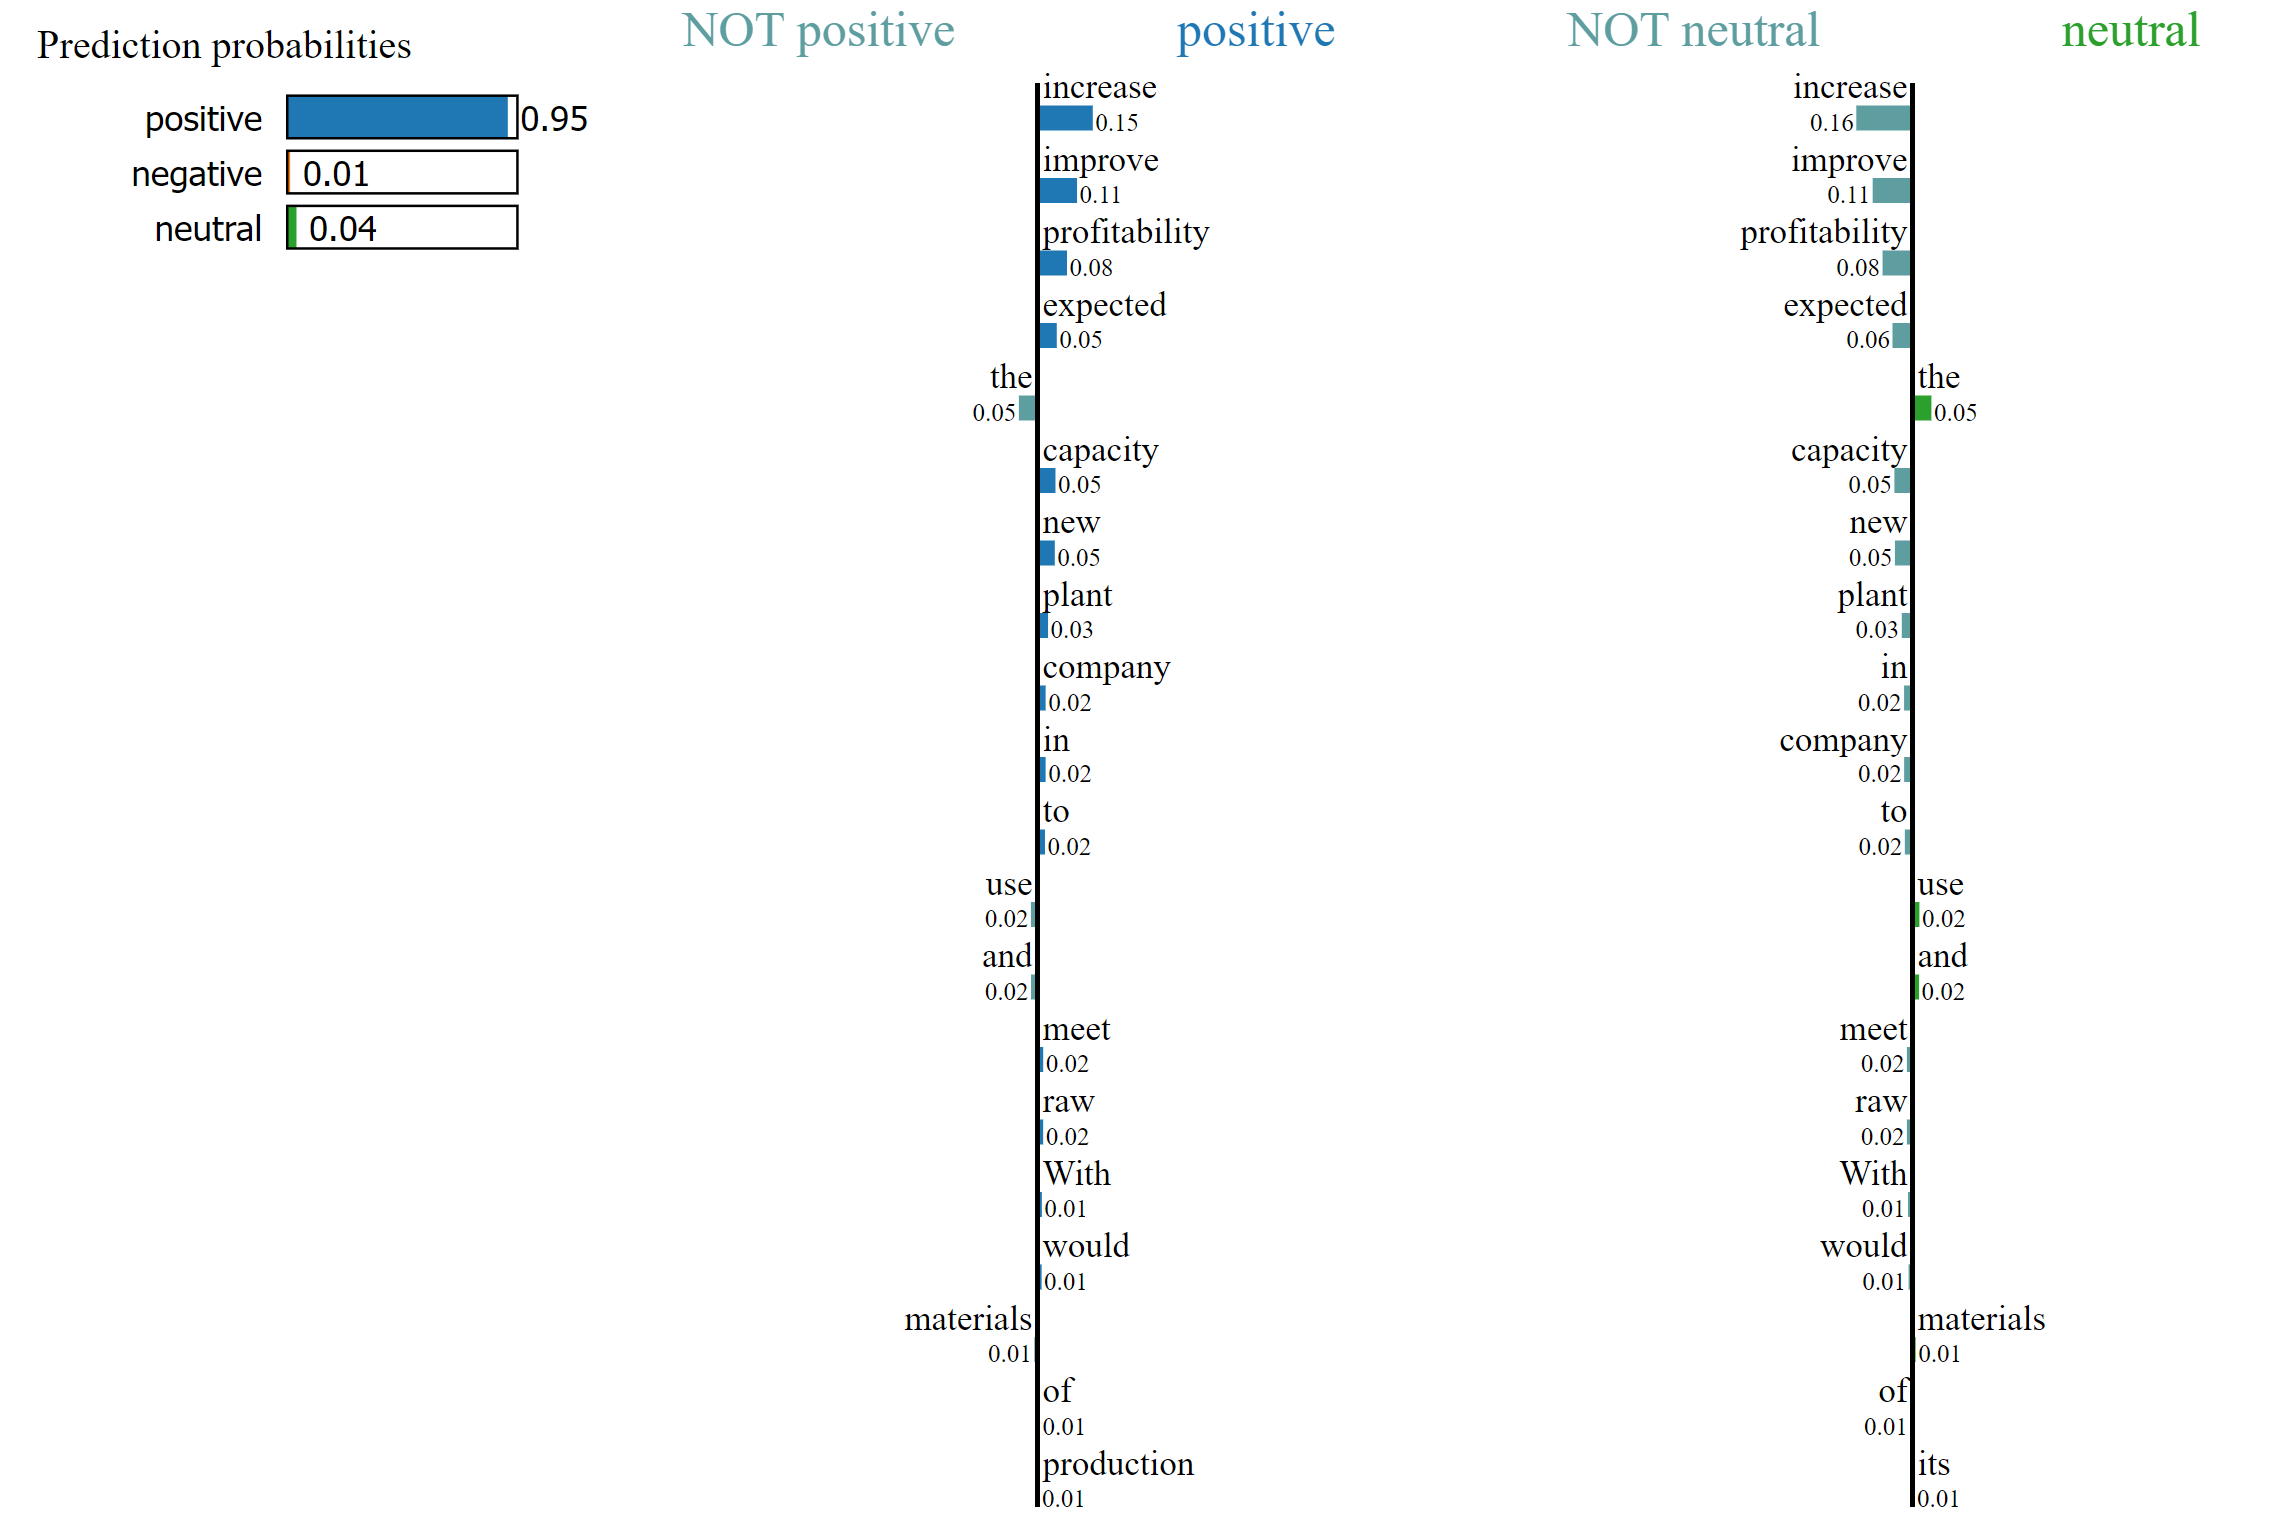 Prediction probabilities
positive 0.95
negative 0.01
neutral 0.04
NOT positive positive
increase
0.15
improve
0.11
profitability
0.08
expected
0.05
the
0.05
capacity
0.05
new
0.05
plant
0.03
company
0.02
in
0.02
to
0.02
use
0.02
and
0.02
meet
0.02
raw
0.02
With
0.01
would
0.01
materials
0.01
of
0.01
production
0.01
NOT neutral neutral
increase
0.16
improve
0.11
profitability
0.08
expected
0.06
the
0.05
capacity
0.05
new
0.05
plant
0.03
in
0.02
company
0.02
to
0.02
use
0.02
and
0.02
meet
0.02
raw
0.02
With
0.01
would
0.01
materials
0.01
of
0.01
its
0.01